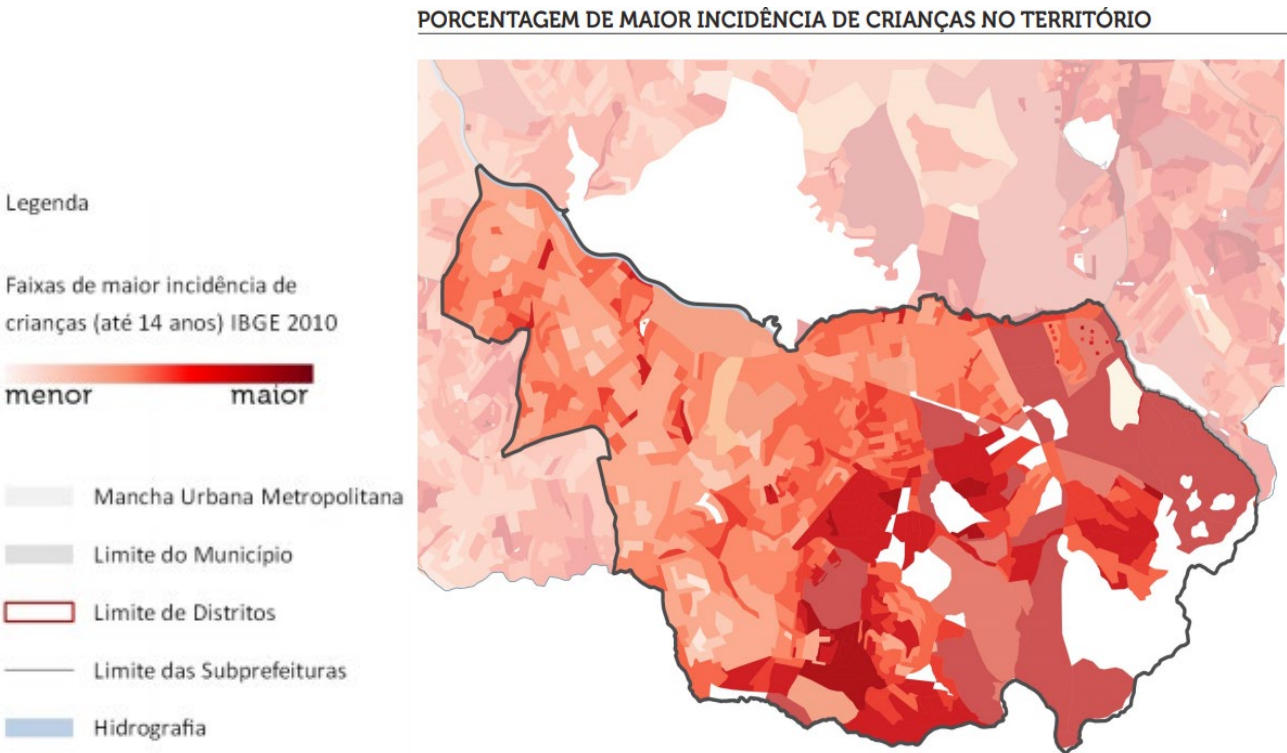 PORCENTAGEM DE MAIOR INCIDÊNCIA DE CRIANÇAS NO TERRITÓRIO
Legenda
Faixas de maior incidência de
crianças (até 14 anos) IBGE 2010
menor maior
Mancha Urbana Metropolitana
Limite do Município
Limite de Distritos
Limite das Subprefeituras
Hidrografia